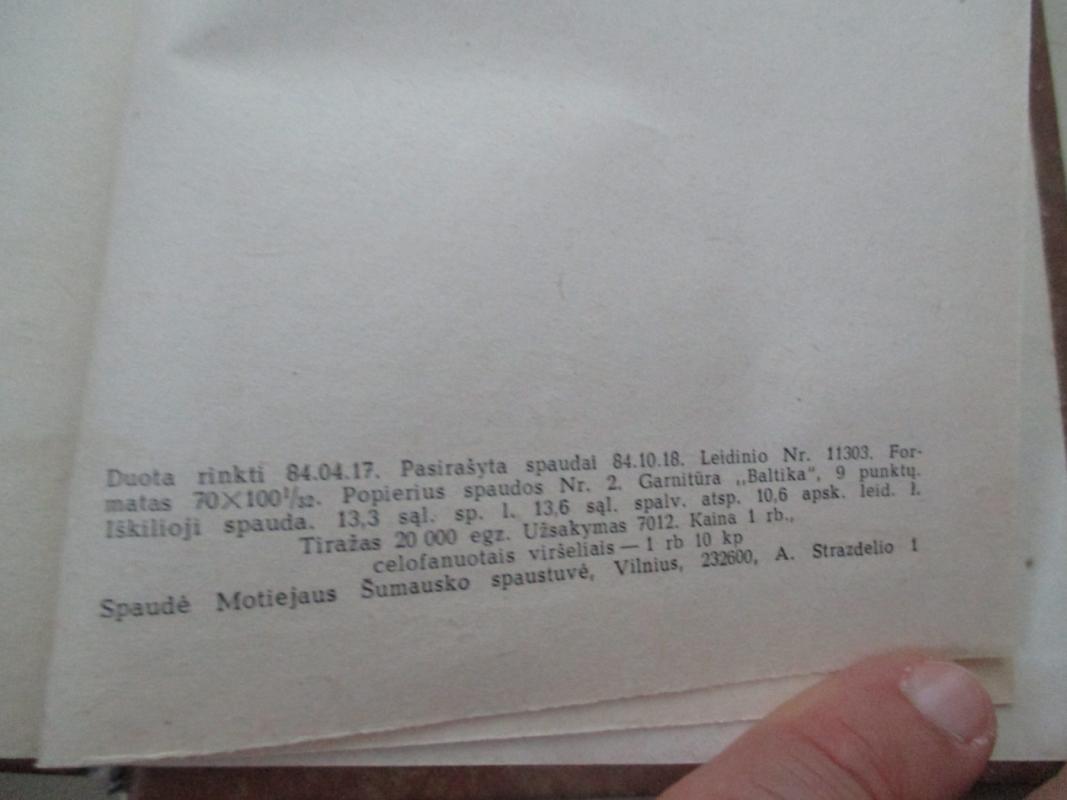 Duota rinkti 84.04.17. Pasirašyta spaudai 84.10.18. Leidinio Nr. 11303. For-
matas 70×100¹/₃₂. Popierius spaudos Nr. 2. Garnitūra „Baltika“, 9 punktų.
Iškilioji spauda. 13,3 sąl. sp. l. 13,6 sąl. spalv. atsp. 10,6 apsk. leid. l.
Tiražas 20 000 egz. Užsakymas 7012. Kaina 1 rb.,
celofanuotais viršeliais — 1 rb 10 kp
Spaudė Motiejaus Šumausko spaustuvė, Vilnius, 232600, A. Strazdelio 1